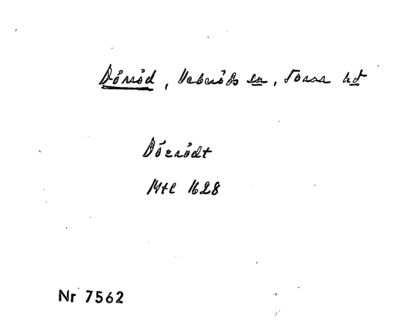 Dörröd, Veberöds sn, Torna hd
Döerödt
Mtl 1628
Nr 7562